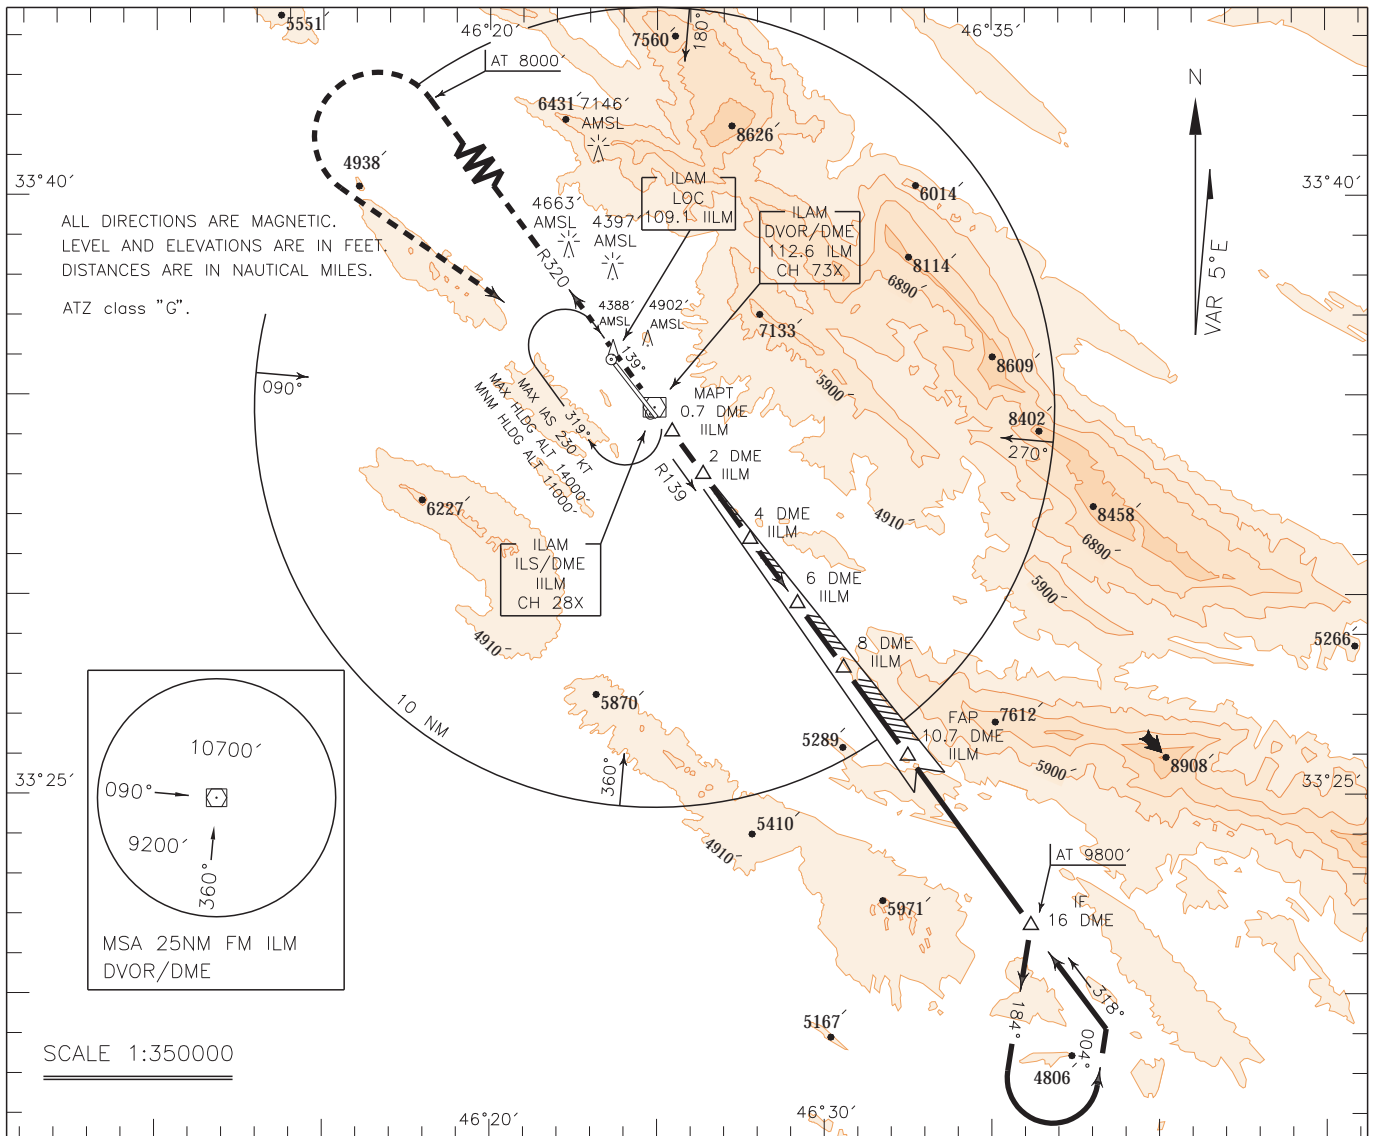 5551´
46°20´
7560´
180°
46°35´
AT 8000´
N
6431´
7146´
AMSL
8626´
4938´
33°40´
ILAM
LOC
109.1 IILM
6014´
33°40´
4663´
AMSL
4397´
AMSL
ILAM
DVOR/DME
112.6 ILM
CH 73X
ALL DIRECTIONS ARE MAGNETIC.
LEVEL AND ELEVATIONS ARE IN FEET.
DISTANCES ARE IN NAUTICAL MILES.
ATZ class "G".
R320
8114´
6890´
VAR 5°E
4388´
AMSL
4902´
AMSL
7133´
139°
8609´
090°
5900´
MAX IAS 230 KT
MAX HLDG ALT 14000´
MNM HLDG ALT 11000´
319°
MAPT
0.7 DME
IILM
8402´
270°
R139
2 DME
IILM
6227´
4 DME
IILM
4910´
8458´
6890´
ILAM
ILS/DME
IILM
CH 28X
6 DME
IILM
5900´
4910´
8 DME
IILM
5266´
5870´
10 NM
FAP
10.7 DME
IILM
7612´
5289´
5900´
8908´
10700´
360°
33°25´
33°25´
090°
9200´
360°
5410´
4910´
AT 9800´
5971´
IF
16 DME
MSA 25NM FM ILM
DVOR/DME
184°
318°
004°
5167´
4806´
SCALE 1:350000
46°20´
46°30´